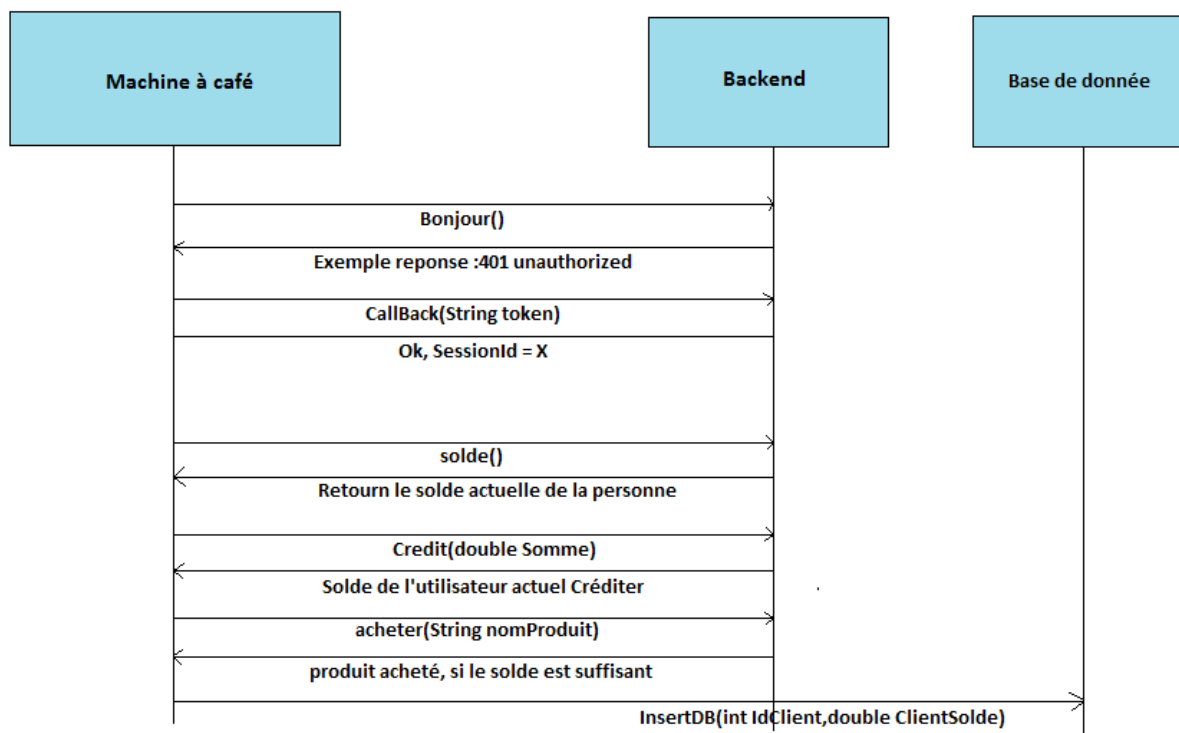 Machine à café
Backend
Base de donnée
Bonjour()
Exemple reponse :401 unauthorized
CallBack(String token)
Ok, SessionId = X
solde()
Retourn le solde actuelle de la personne
Credit(double Somme)
Solde de l'utilisateur actuel Créditer
acheter(String nomProduit)
produit acheté, si le solde est suffisant
InsertDB(int IdClient,double ClientSolde)